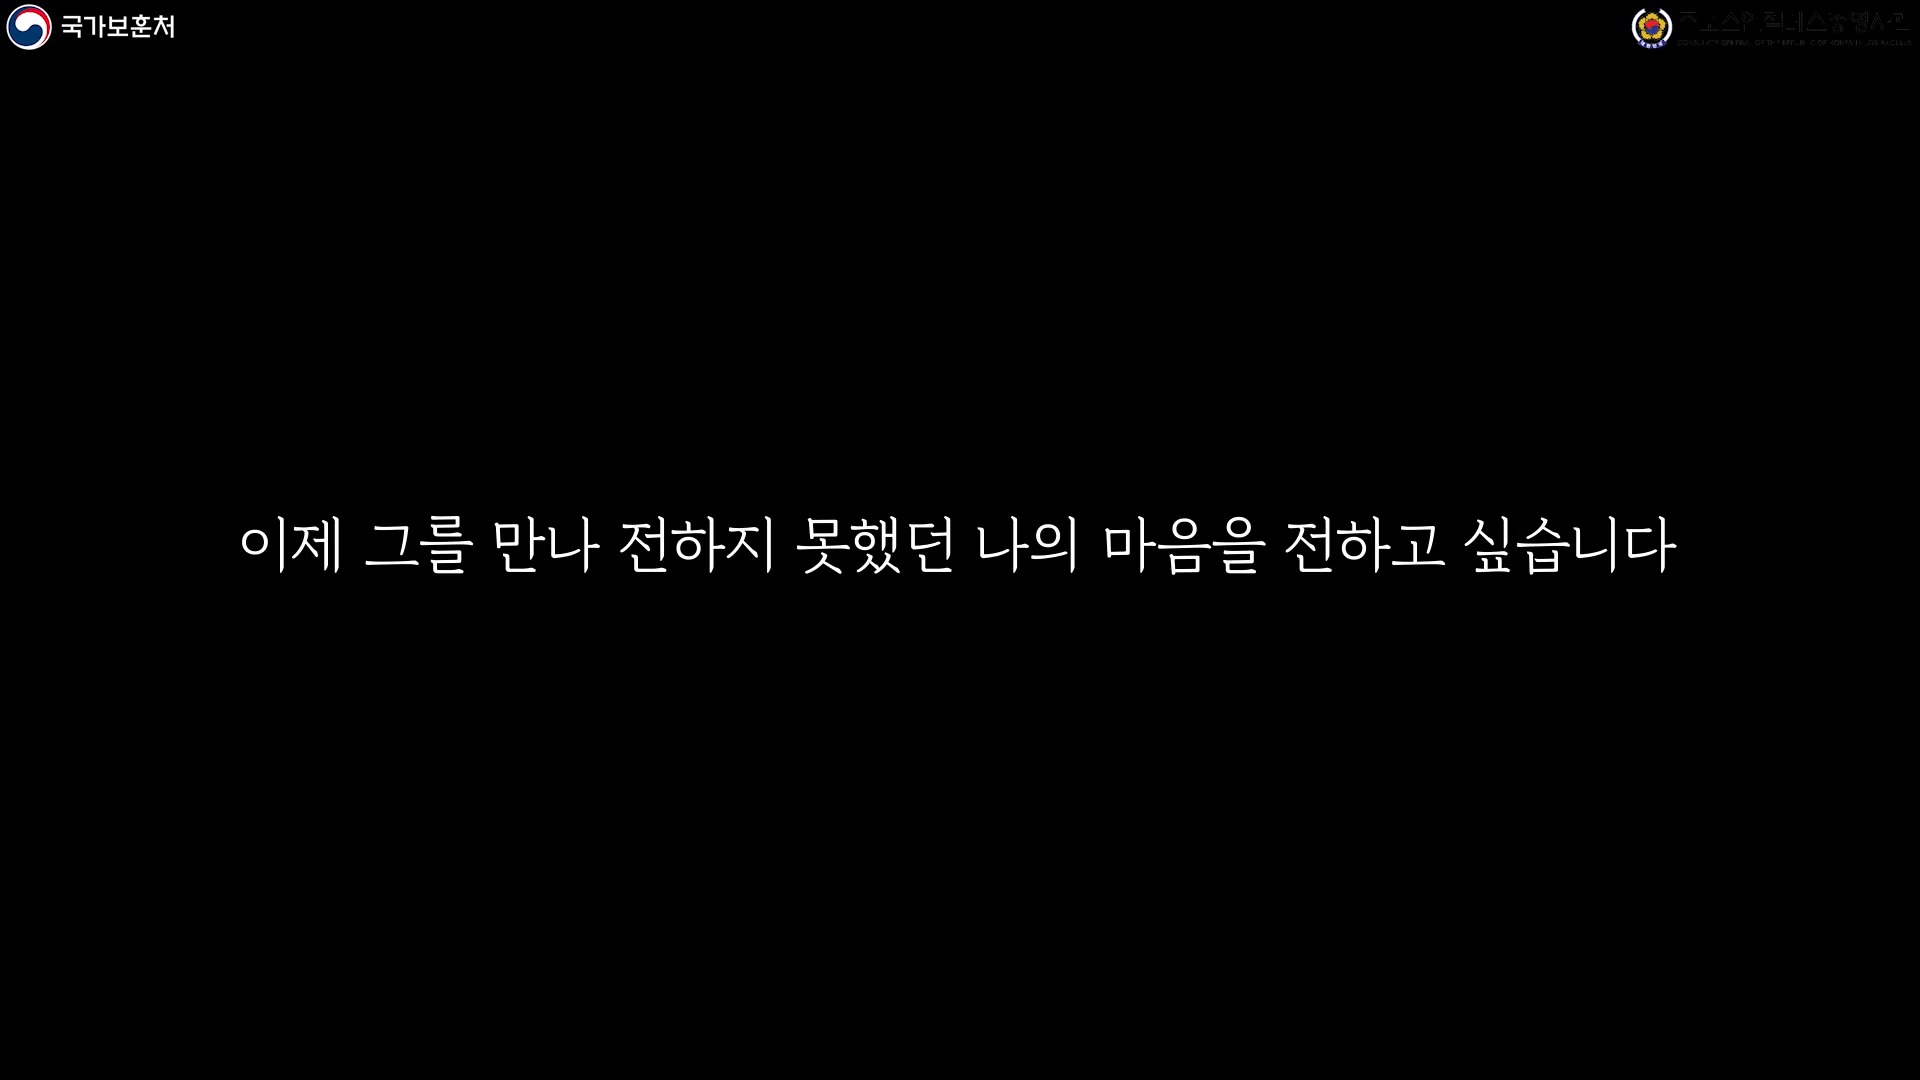 국가보훈처
이제 그를 만나 전하지 못했던 나의 마음을 전하고 싶습니다